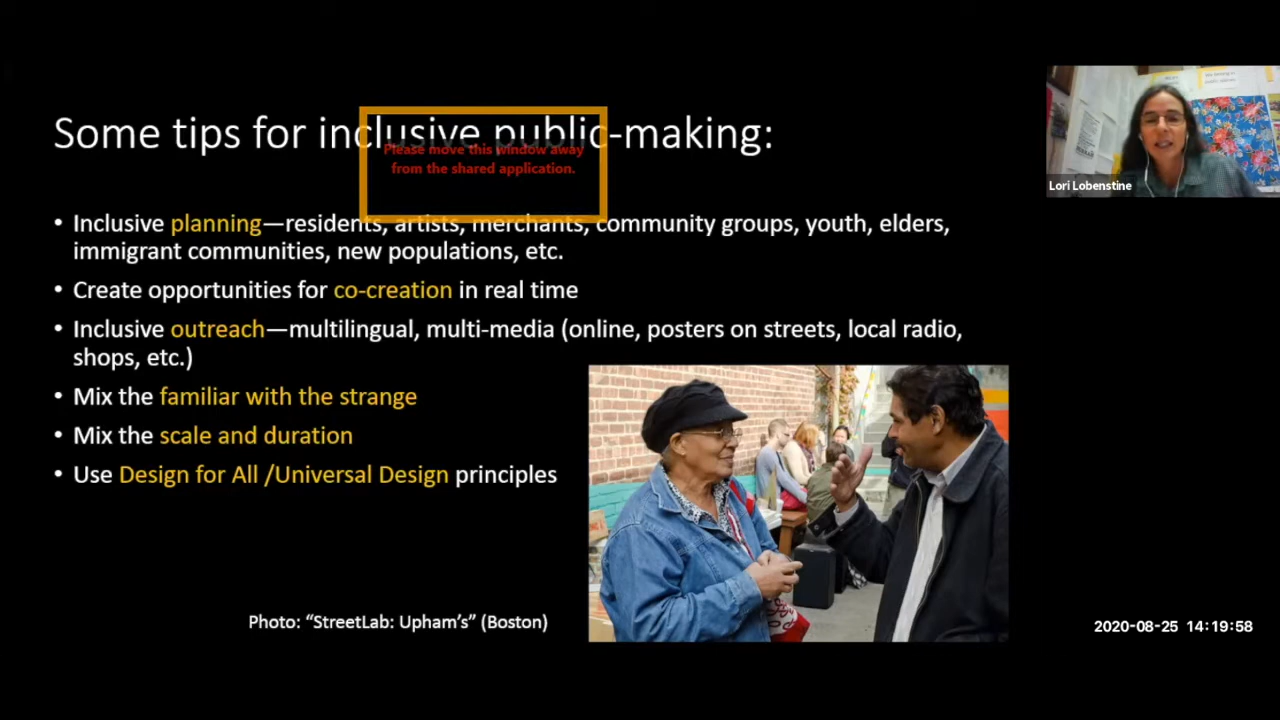 Some tips for inclusive public-making:
Please move this window away
from the shared application.
• Inclusive planning—residents, artists, merchants, community groups, youth, elders,
immigrant communities, new populations, etc.
• Create opportunities for co-creation in real time
• Inclusive outreach—multilingual, multi-media (online, posters on streets, local radio,
shops, etc.)
• Mix the familiar with the strange
• Mix the scale and duration
• Use Design for All /Universal Design principles
Photo: “StreetLab: Upham’s” (Boston)
Lori Lobenstine
2020-08-25 14:19:58